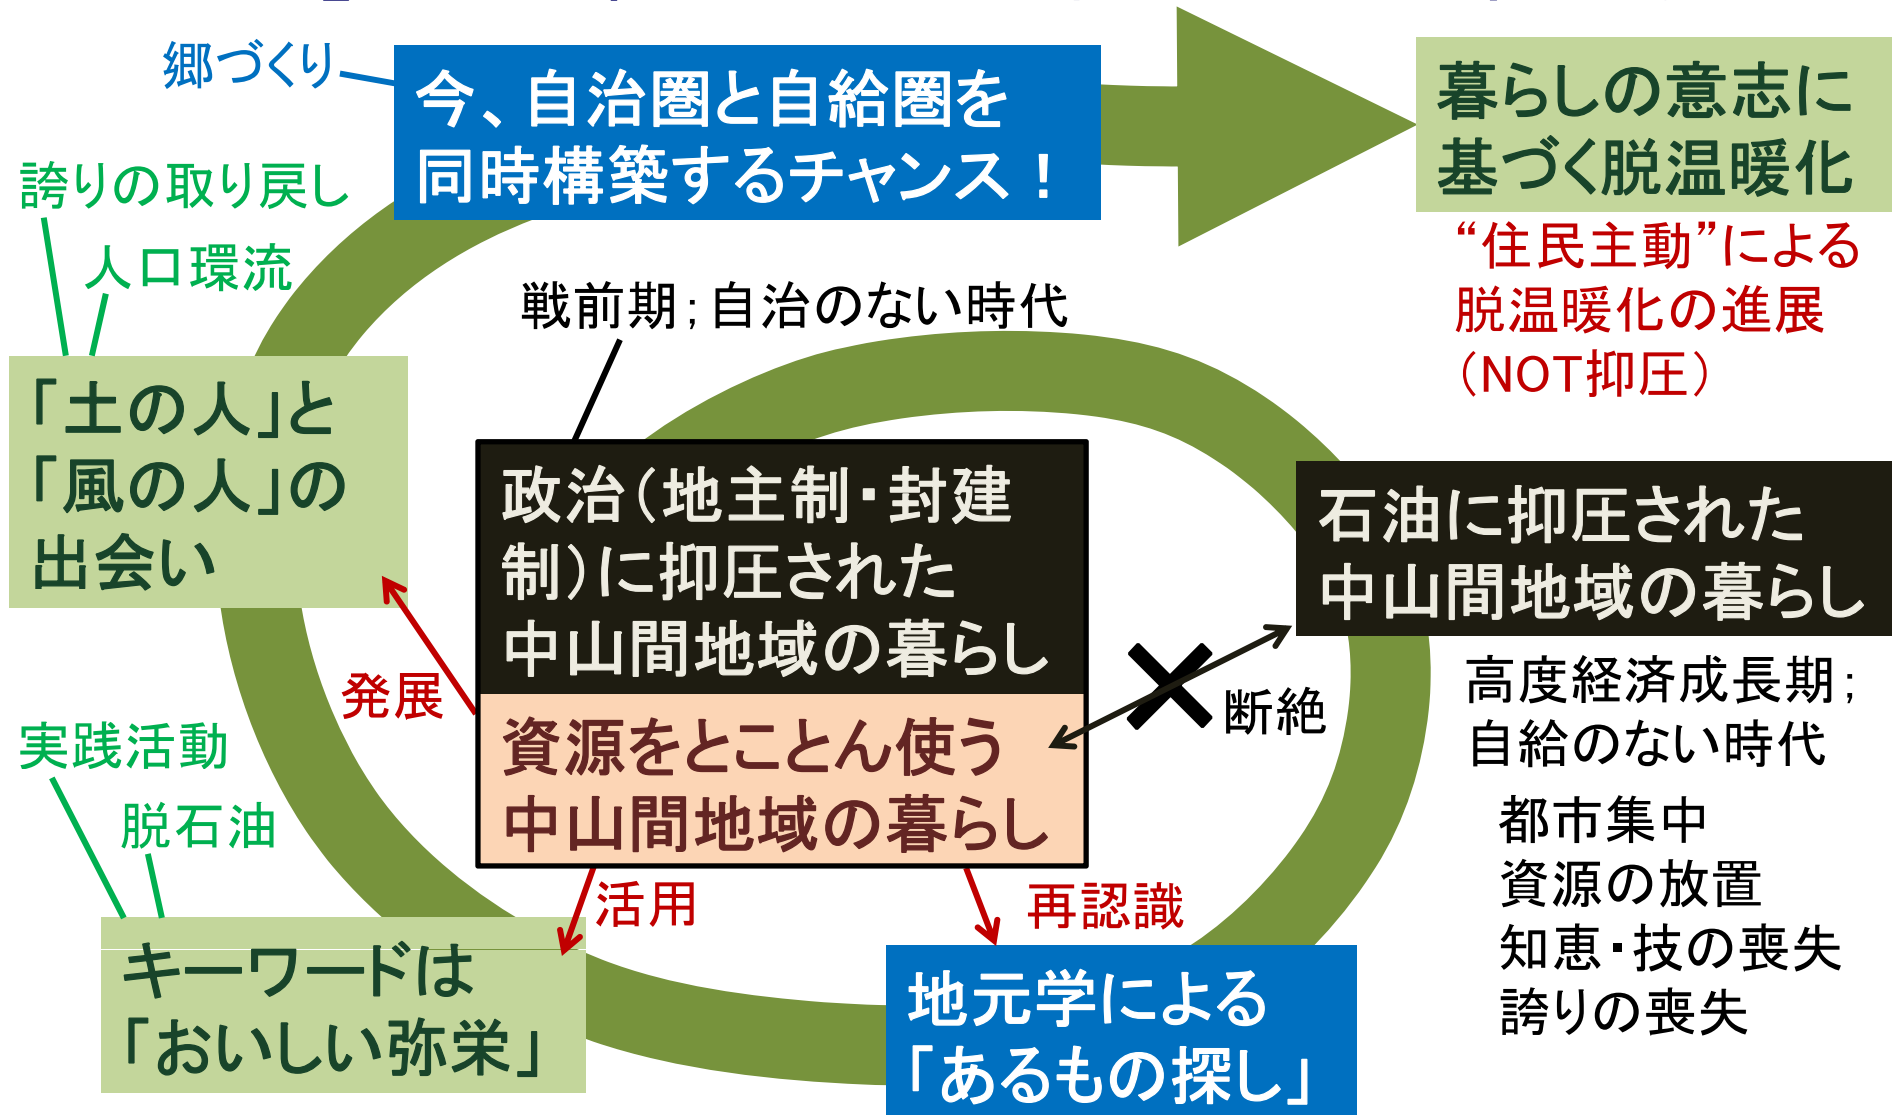 郷づくり
今、自治圏と自給圏を
同時構築するチャンス！
暮らしの意志に
基づく脱温暖化
“住民主動”による
脱温暖化の進展
（NOT抑圧）
誇りの取り戻し
人口環流
戦前期；自治のない時代
「土の人」と
「風の人」の
出会い
政治（地主制・封建
制）に抑圧された
中山間地域の暮らし
資源をとことん使う
中山間地域の暮らし
石油に抑圧された
中山間地域の暮らし
断絶
高度経済成長期；
自給のない時代
都市集中
資源の放置
知恵・技の喪失
誇りの喪失
発展
実践活動
脱石油
活用
再認識
キーワードは
「おいしい弥栄」
地元学による
「あるもの探し」